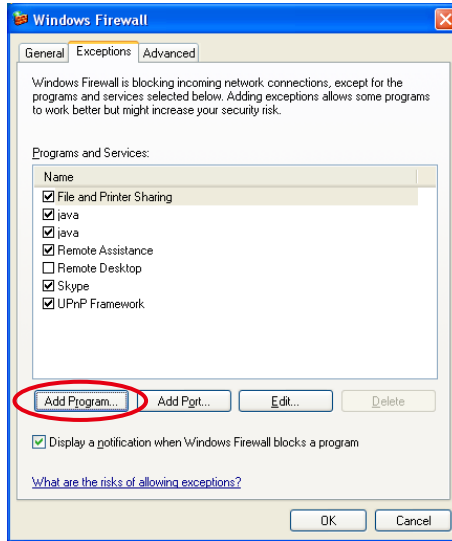 Windows Firewall
General Exceptions Advanced
Windows Firewall is blocking incoming network connections, except for the
programs and services selected below. Adding exceptions allows some programs
to work better but might increase your security risk.
Programs and Services:
Name
File and Printer Sharing
java
java
Remote Assistance
Remote Desktop
Skype
UPnP Framework
Add Program... Add Port... Edit... Delete
Display a notification when Windows Firewall blocks a program
What are the risks of allowing exceptions?
OK Cancel